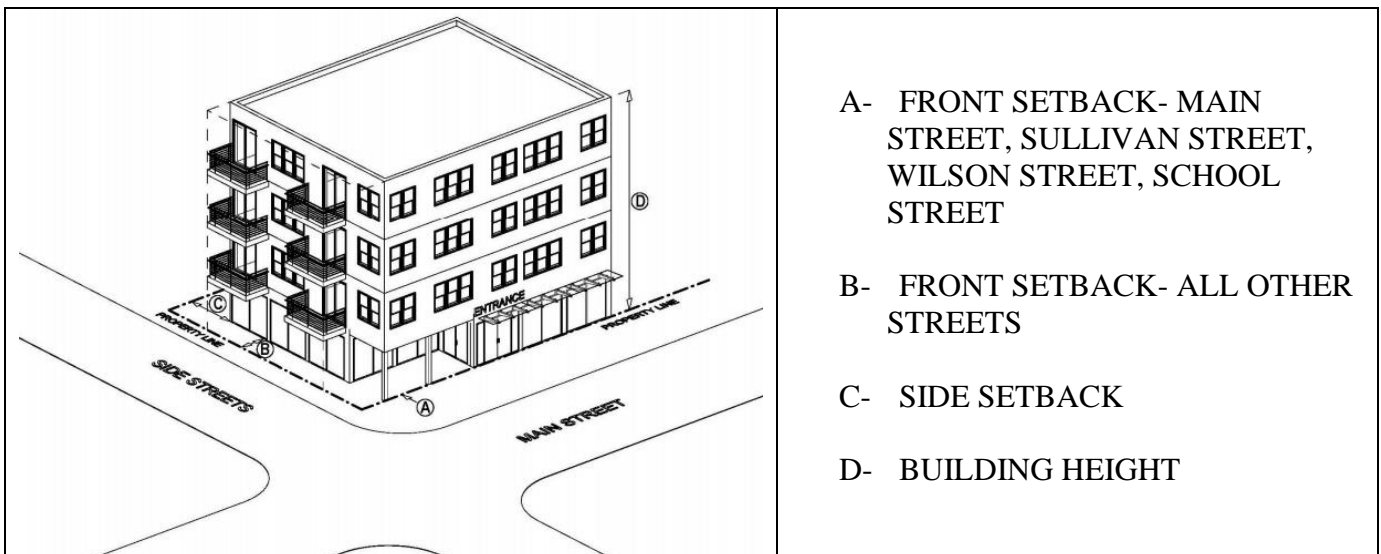 D
ENTRANCE
C
PROPERTY LINE
PROPERTY LINE
B
SIDE STREETS
A
MAIN STREET
A- FRONT SETBACK- MAIN
STREET, SULLIVAN STREET,
WILSON STREET, SCHOOL
STREET
B- FRONT SETBACK- ALL OTHER
STREETS
C- SIDE SETBACK
D- BUILDING HEIGHT